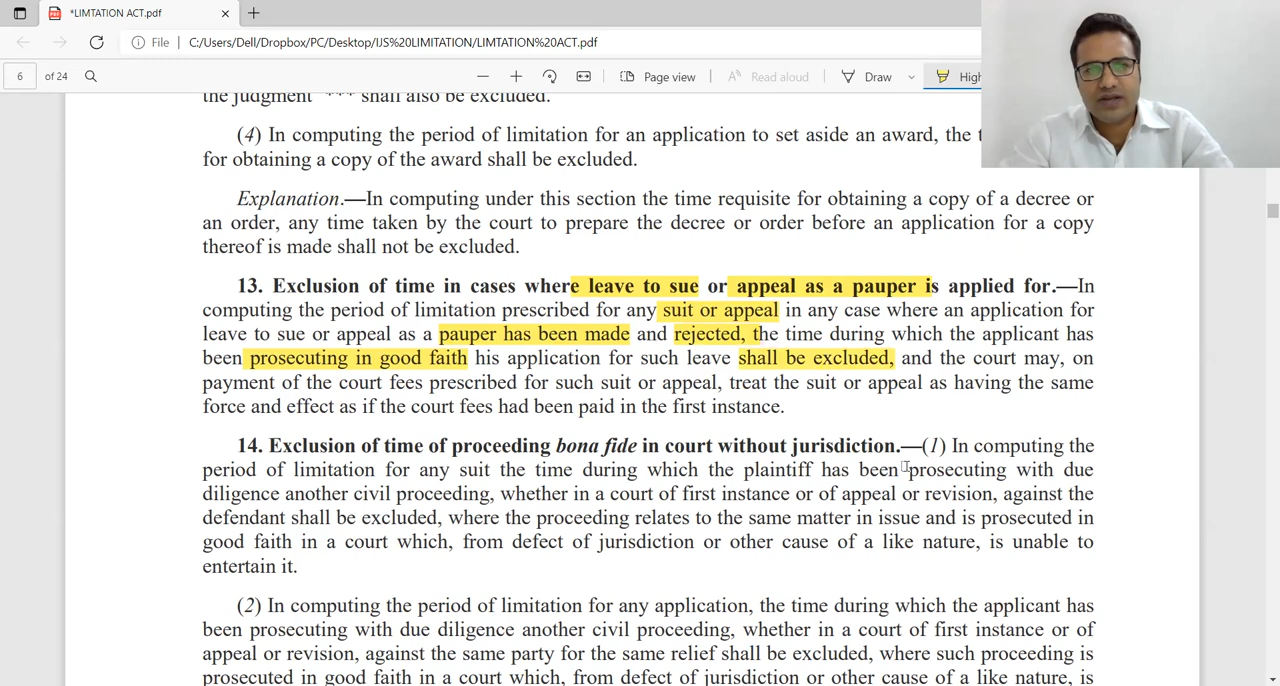 *LIMTATION ACT.pdf
File
C:/Users/Dell/Dropbox/PC/Desktop/IJS%20LIMITATION/LIMTATION%20ACT.pdf
6 of 24
Page view
Read aloud
Draw
High
the judgment *** shall also be excluded.
(4) In computing the period of limitation for an application to set aside an award, the t
for obtaining a copy of the award shall be excluded.
Explanation.—In computing under this section the time requisite for obtaining a copy of a decree or
an order, any time taken by the court to prepare the decree or order before an application for a copy
thereof is made shall not be excluded.
13. Exclusion of time in cases where leave to sue or appeal as a pauper is applied for.—In
computing the period of limitation prescribed for any suit or appeal in any case where an application for
leave to sue or appeal as a pauper has been made and rejected, the time during which the applicant has
been prosecuting in good faith his application for such leave shall be excluded, and the court may, on
payment of the court fees prescribed for such suit or appeal, treat the suit or appeal as having the same
force and effect as if the court fees had been paid in the first instance.
14. Exclusion of time of proceeding bona fide in court without jurisdiction.—(1) In computing the
period of limitation for any suit the time during which the plaintiff has been prosecuting with due
diligence another civil proceeding, whether in a court of first instance or of appeal or revision, against the
defendant shall be excluded, where the proceeding relates to the same matter in issue and is prosecuted in
good faith in a court which, from defect of jurisdiction or other cause of a like nature, is unable to
entertain it.
(2) In computing the period of limitation for any application, the time during which the applicant has
been prosecuting with due diligence another civil proceeding, whether in a court of first instance or of
appeal or revision, against the same party for the same relief shall be excluded, where such proceeding is
prosecuted in good faith in a court which, from defect of jurisdiction or other cause of a like nature, is